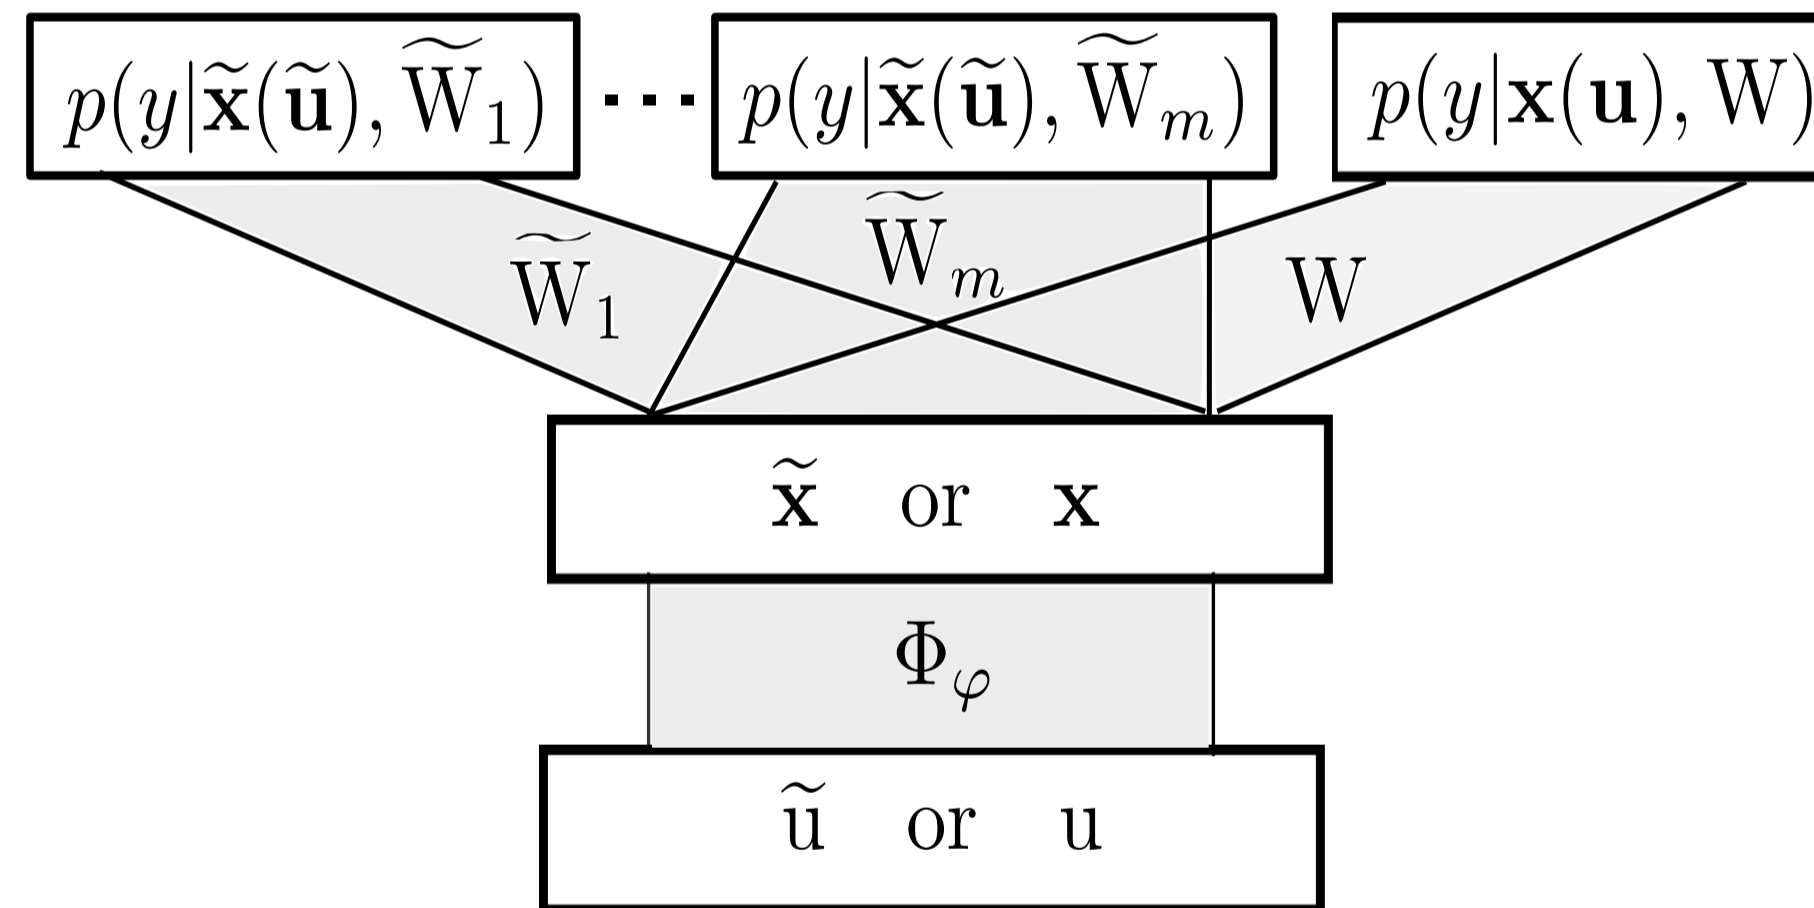 p(y|x̃(ũ), W̃₁) ... p(y|x̃(ũ), W̃ₘ) p(y|𝐱(𝐮), W)
W̃₁ W̃ₘ W
x̃ or 𝐱
Φ_φ
ũ or u